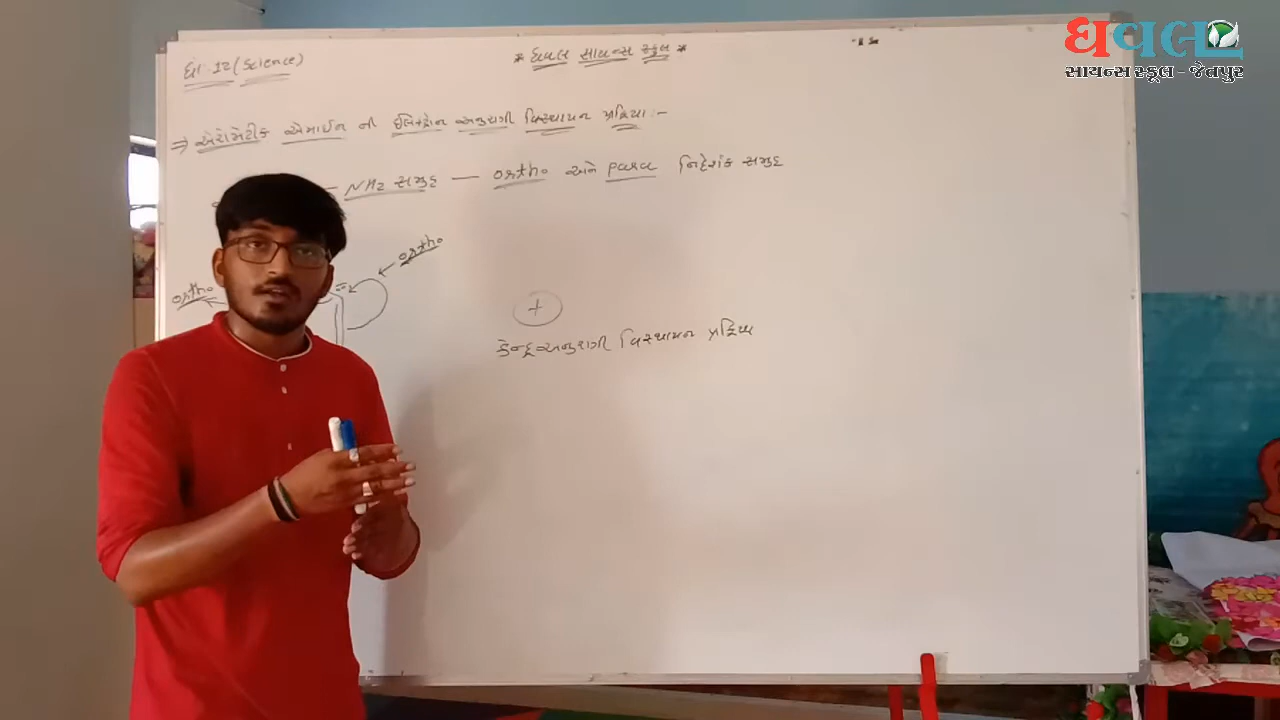 ધવલ
સાયન્સ સ્કૂલ - જેતપુર
ધો-12 (Science)
* ધવલ સાયન્સ સ્કુલ *
⇒ એરોમેટીક એમાઈન ની ઈલેક્ટ્રોન અનુરાગી વિસ્થાપન પ્રક્રિયા :-
— NH2 સમુહ — ortho અને para નિર્દેશક સમુહ
ortho
ortho
+
કેન્દ્રઅનુરાગી વિસ્થાપન પ્રક્રિયા